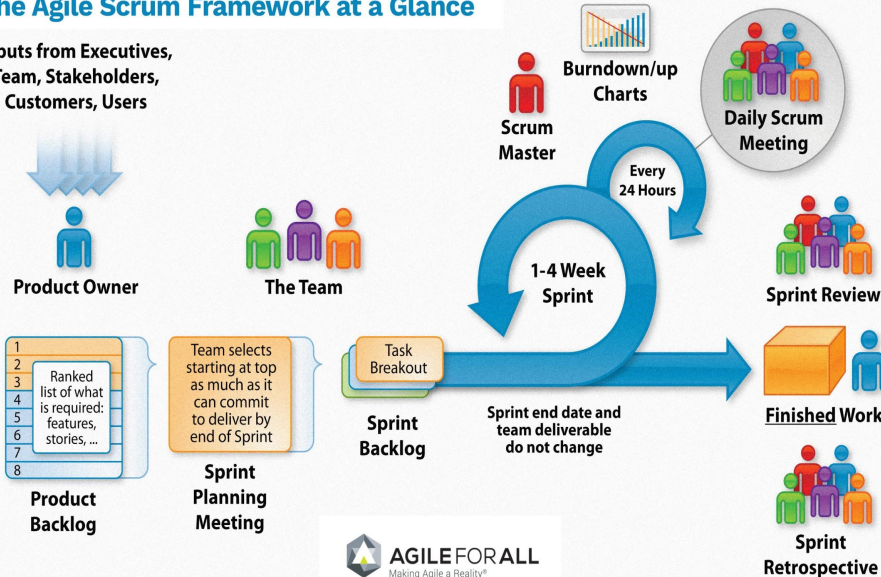 he Agile Scrum Framework at a Glance
puts from Executives,
Team, Stakeholders,
Customers, Users
Burndown/up
Charts
Scrum
Master
Daily Scrum
Meeting
Every
24 Hours
Product Owner
The Team
1-4 Week
Sprint
Sprint Review
1
2
3
4
5
6
7
8
Ranked
list of what
is required:
features,
stories, ...
Product
Backlog
Team selects
starting at top
as much as it
can commit
to deliver by
end of Sprint
Sprint
Planning
Meeting
Task
Breakout
Sprint
Backlog
Sprint end date and
team deliverable
do not change
Finished Work
Sprint
Retrospective
AGILE FOR ALL
Making Agile a Reality®